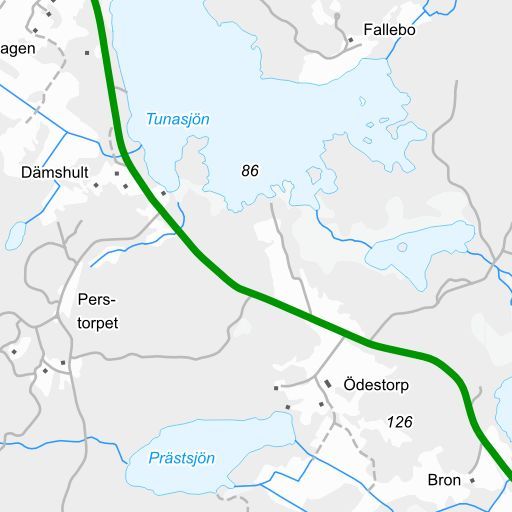 Fallebo
agen
Tunasjön
Dämshult
86
Pers-
torpet
Ödestorp
126
Prästsjön
Bron